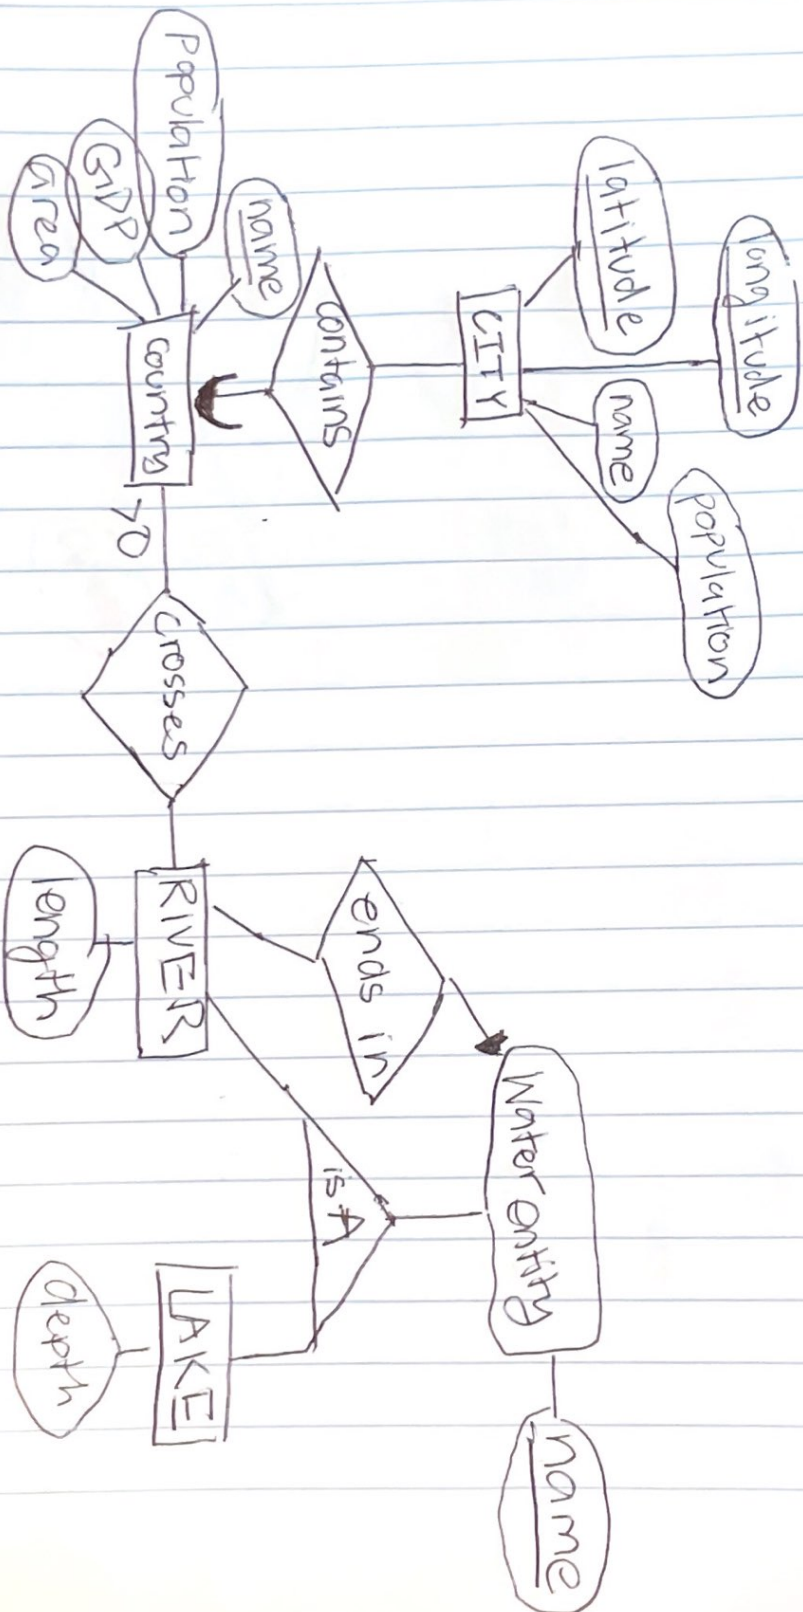 longitude
latitude
name
population
CITY
contains
name
Population
GDP
area
country
>0
crosses
RIVER
length
ends in
Water entity
name
is A
LAKE
depth